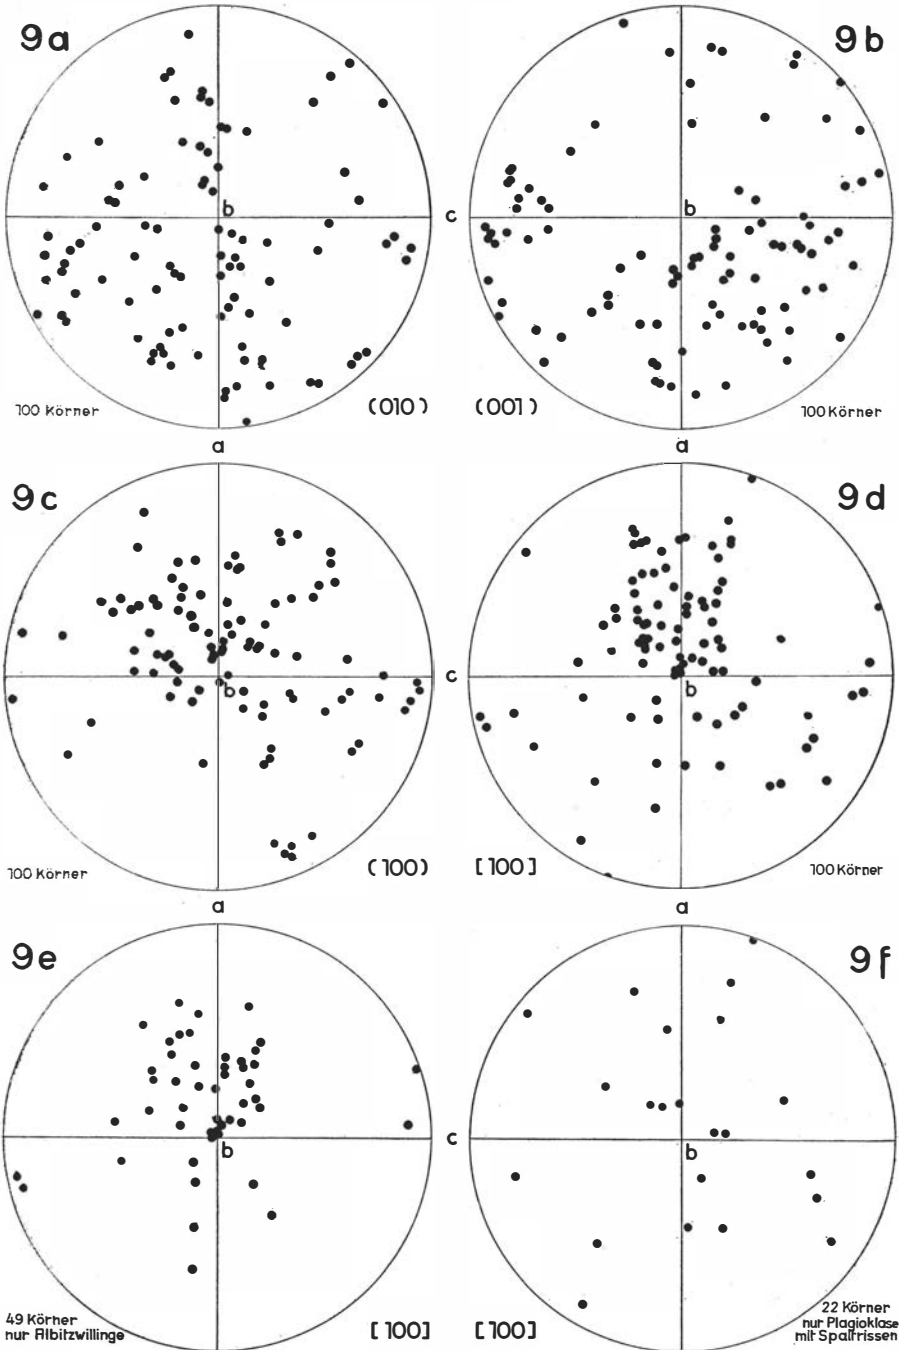 9a
9b
b
c
b
100 Körner
(010)
(001)
100 Körner
a
a
9c
9d
b
c
b
100 Körner
(100)
[100]
100 Körner
a
a
9e
9f
b
c
b
49 Körner
nur Albitzwillinge
[100]
[100]
22 Körner
nur Plagioklase
mit Spaltrissen